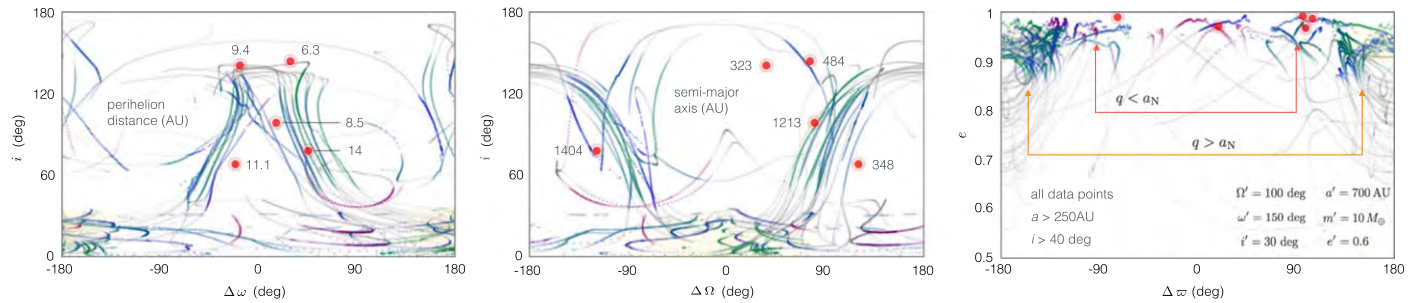 180
120
60
0
i (deg)
perihelion
distance (AU)
9.4
6.3
8.5
14
11.1
-180
-90
0
90
180
Δω (deg)
180
120
60
0
i (deg)
323
484
semi-major
axis (AU)
1213
1404
348
-180
-90
0
90
180
ΔΩ (deg)
1
0.9
0.8
0.7
0.6
0.5
e
q < a_N
q > a_N
all data points
a > 250AU
i > 40 deg
Ω′ = 100 deg a′ = 700 AU
ω′ = 150 deg m′ = 10 M⊙
i′ = 30 deg e′ = 0.6
-180
-90
0
90
180
Δϖ (deg)